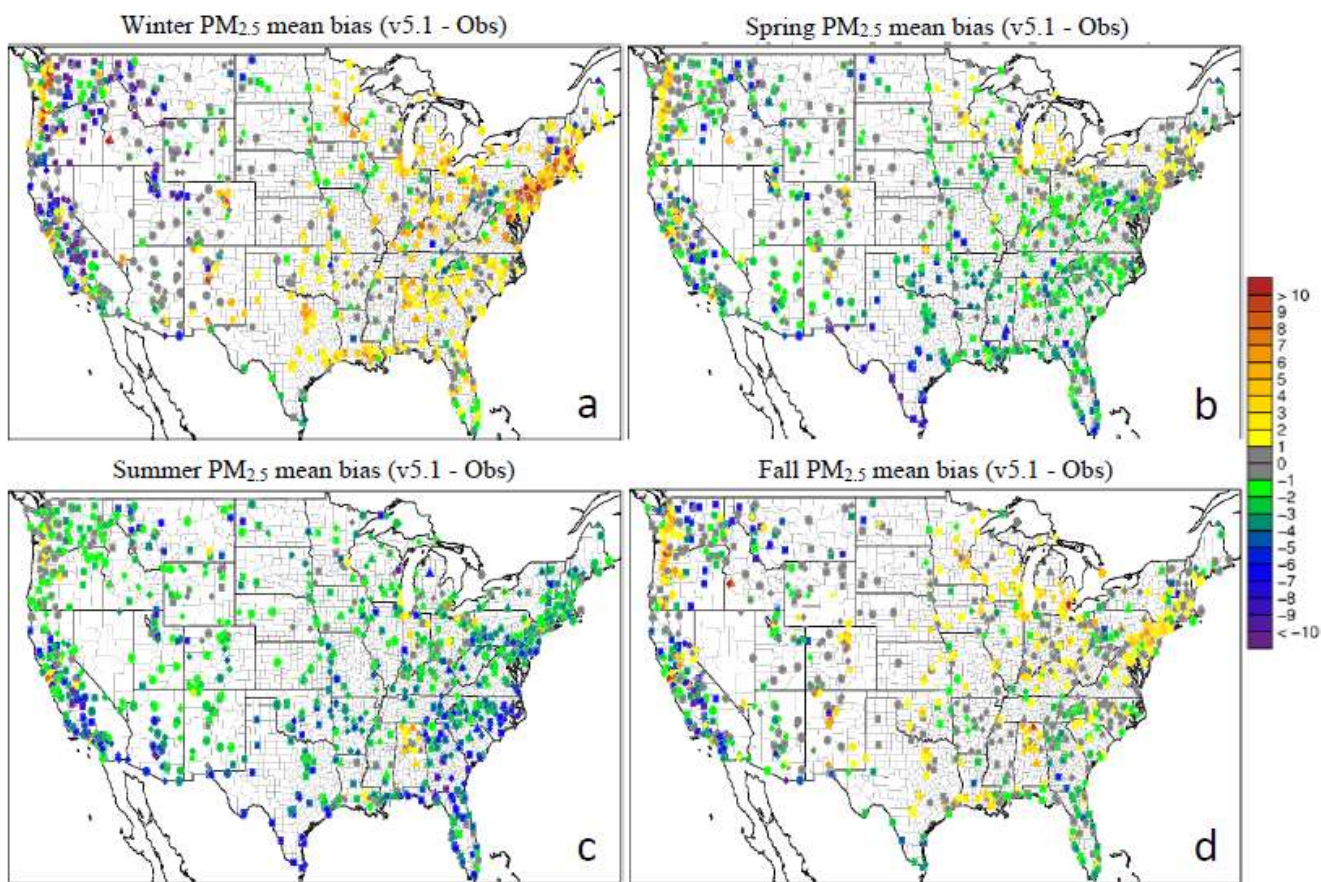 Winter PM2.5 mean bias (v5.1 - Obs)
Spring PM2.5 mean bias (v5.1 - Obs)
a
b
Summer PM2.5 mean bias (v5.1 - Obs)
Fall PM2.5 mean bias (v5.1 - Obs)
c
d
> 10
9
8
7
6
5
4
3
2
1
0
-1
-2
-3
-4
-5
-6
-7
-8
-9
< -10